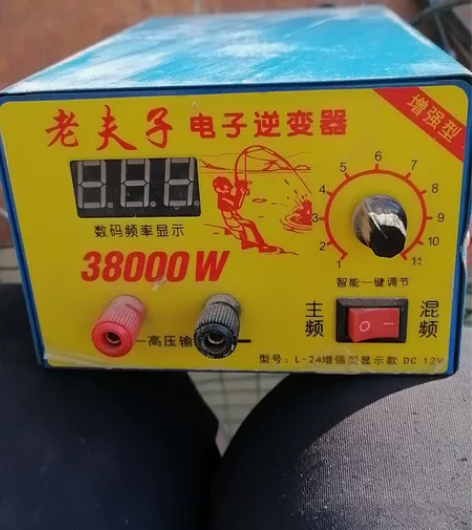 增强型
老夫子 电子逆变器
888
数码频率显示
38000W
1 2 3 4 5 6 7 8 9 10 11
智能一键调节
主频
混频
O
高压输
型号：L-24增强型显示款 DC 12V